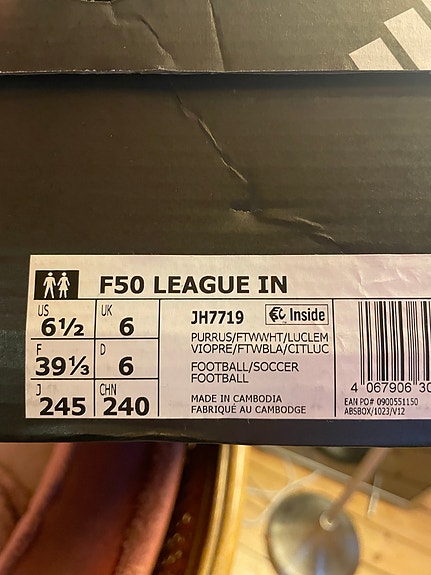 F50 LEAGUE IN
US
6½
UK
6
F
39⅓
D
6
J
245
CHN
240
JH7719
Inside
PURRUS/FTWWHT/LUCLEM
VIOPRE/FTWBLA/CITLUC
FOOTBALL/SOCCER
FOOTBALL
MADE IN CAMBODIA
FABRIQUÉ AU CAMBODGE
4 067906 30
EAN PO# 0900551150
ABSBOX/1023/V12